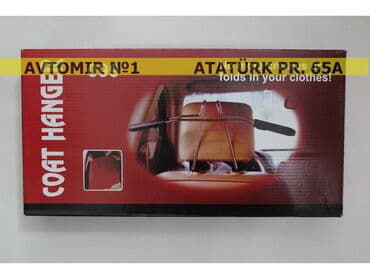 AVTOMIR №1 ATATÜRK PR. 65A
COAT HANGER
folds in your clothes!